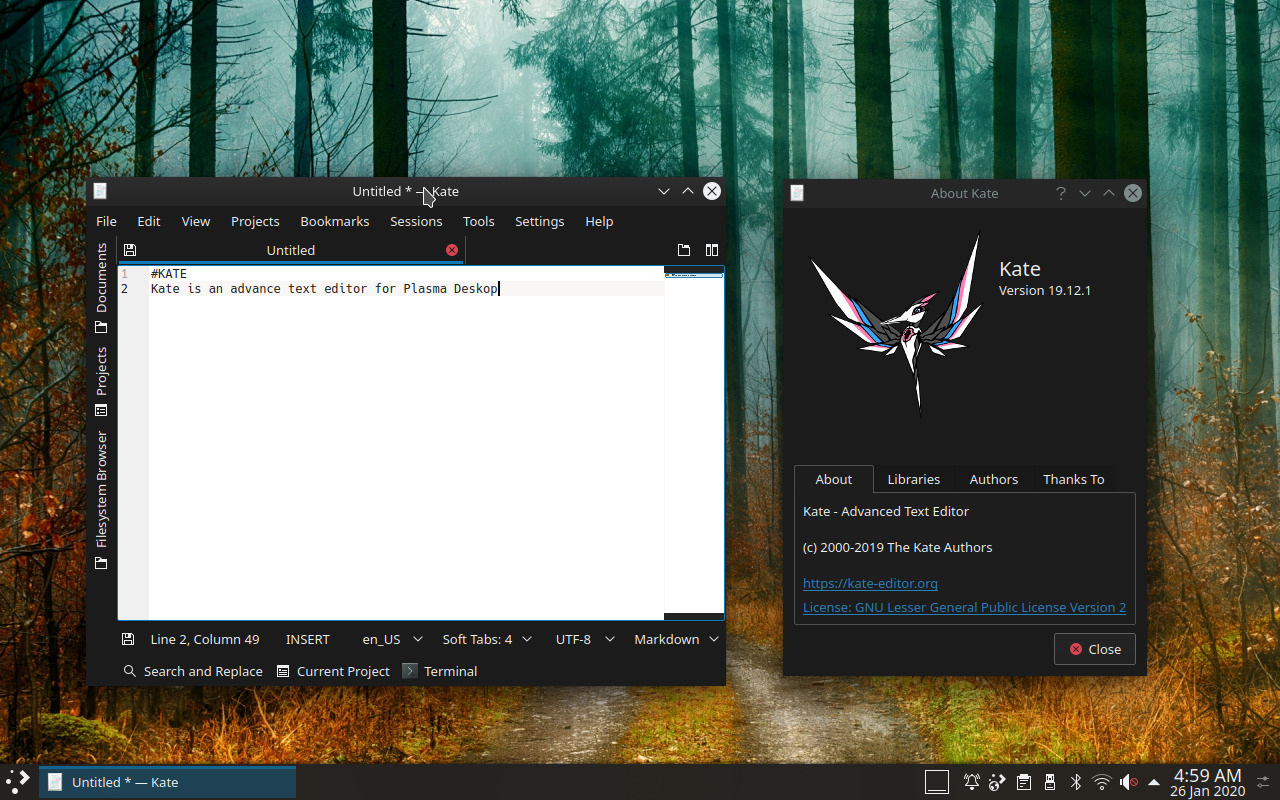 Untitled * — Kate
File Edit View Projects Bookmarks Sessions Tools Settings Help
Untitled
Documents
Projects
Filesystem Browser
1 #KATE
2 Kate is an advance text editor for Plasma Deskop
Line 2, Column 49 INSERT en_US Soft Tabs: 4 UTF-8 Markdown
Search and Replace Current Project Terminal
About Kate
Kate
Version 19.12.1
About Libraries Authors Thanks To
Kate - Advanced Text Editor
(c) 2000-2019 The Kate Authors
https://kate-editor.org
License: GNU Lesser General Public License Version 2
Close
Untitled * — Kate
4:59 AM
26 Jan 2020